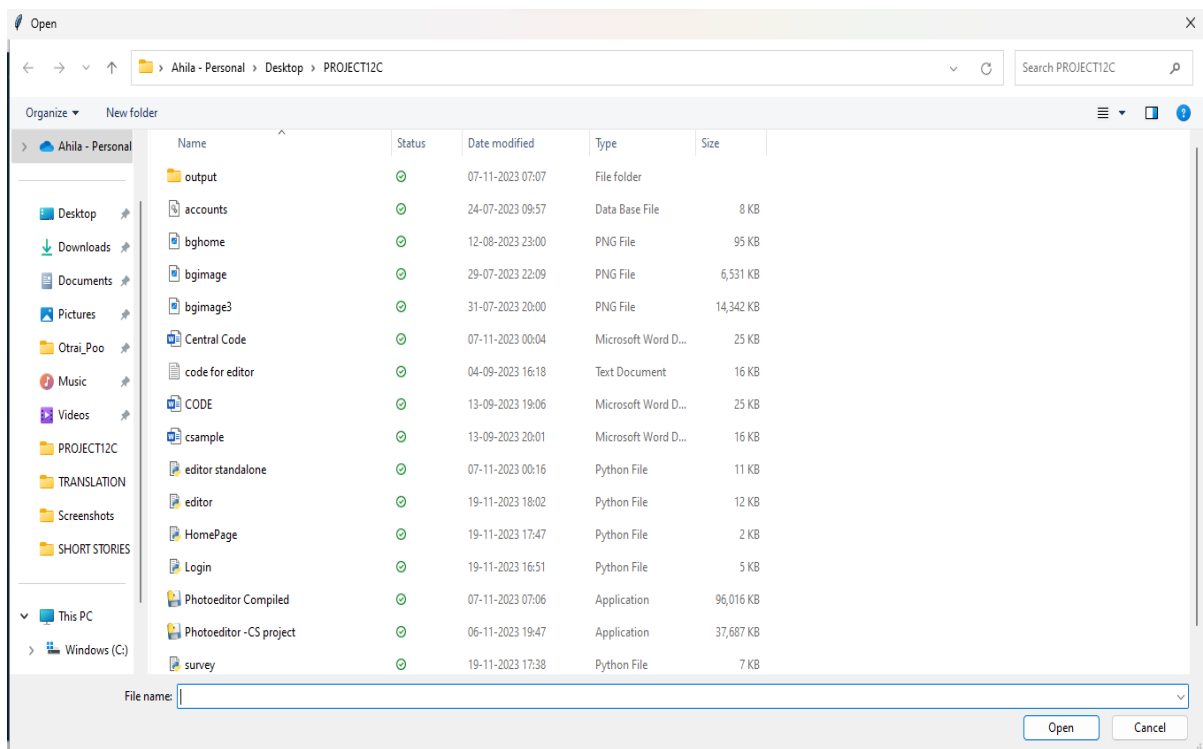 Open
Ahila - Personal > Desktop > PROJECT12C
Search PROJECT12C
Organize
New folder
Ahila - Personal
Desktop
Downloads
Documents
Pictures
Otrai_Poo
Music
Videos
PROJECT12C
TRANSLATION
Screenshots
SHORT STORIES
This PC
Windows (C:)
Name Status Date modified Type Size
output 07-11-2023 07:07 File folder
accounts 24-07-2023 09:57 Data Base File 8 KB
bghome 12-08-2023 23:00 PNG File 95 KB
bgimage 29-07-2023 22:09 PNG File 6,531 KB
bgimage3 31-07-2023 20:00 PNG File 14,342 KB
Central Code 07-11-2023 00:04 Microsoft Word D... 25 KB
code for editor 04-09-2023 16:18 Text Document 16 KB
CODE 13-09-2023 19:06 Microsoft Word D... 25 KB
csample 13-09-2023 20:01 Microsoft Word D... 16 KB
editor standalone 07-11-2023 00:16 Python File 11 KB
editor 19-11-2023 18:02 Python File 12 KB
HomePage 19-11-2023 17:47 Python File 2 KB
Login 19-11-2023 16:51 Python File 5 KB
Photoeditor Compiled 07-11-2023 07:06 Application 96,016 KB
Photoeditor -CS project 06-11-2023 19:47 Application 37,687 KB
survey 19-11-2023 17:38 Python File 7 KB
File name:
Open Cancel